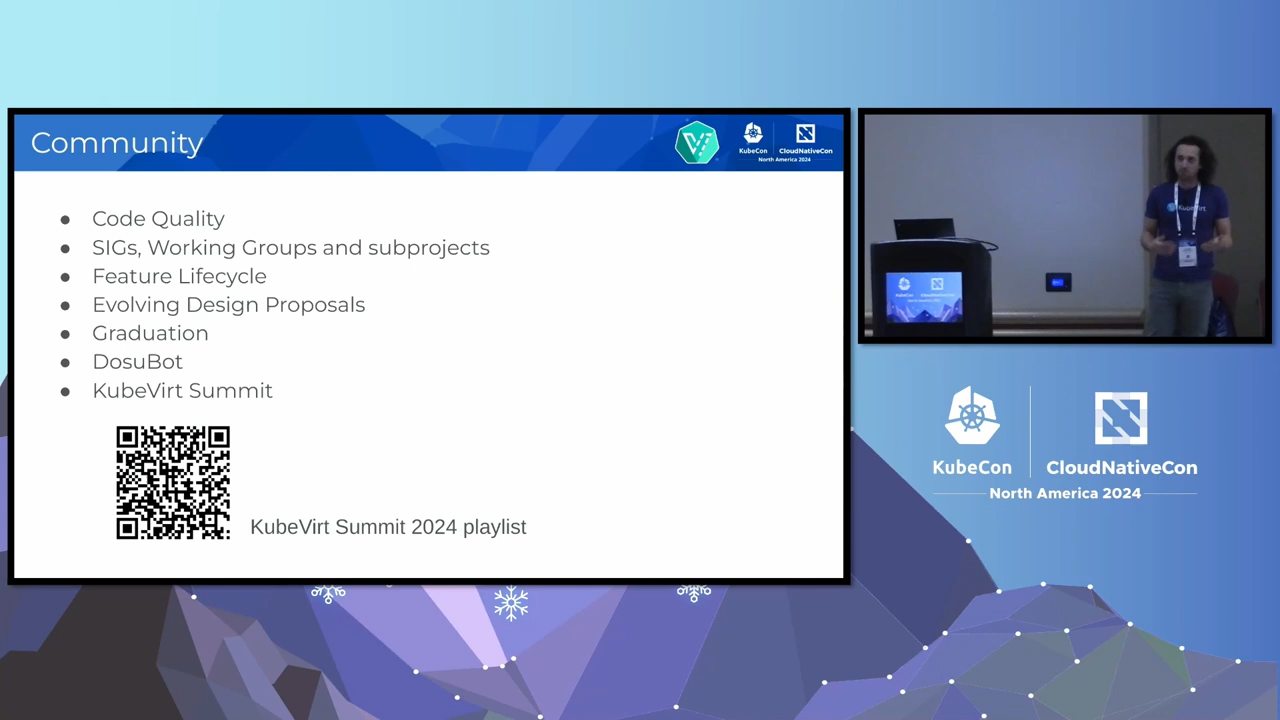 Community
KubeCon
CloudNativeCon
North America 2024
Code Quality
SIGs, Working Groups and subprojects
Feature Lifecycle
Evolving Design Proposals
Graduation
DosuBot
KubeVirt Summit
KubeVirt Summit 2024 playlist
KubeVirt
KubeCon
CloudNativeCon
North America 2024